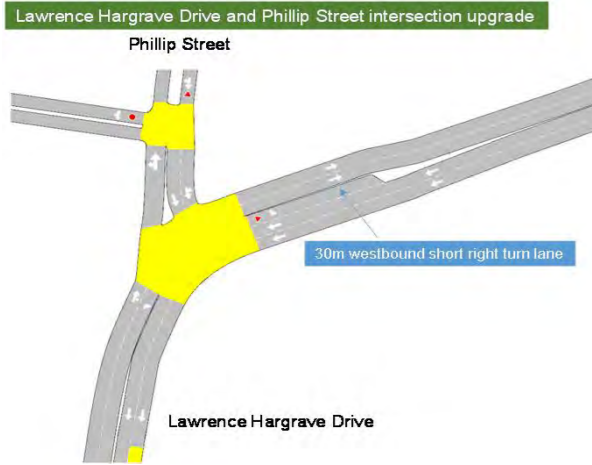 Lawrence Hargrave Drive and Phillip Street intersection upgrade
Phillip Street
30m westbound short right turn lane
Lawrence Hargrave Drive